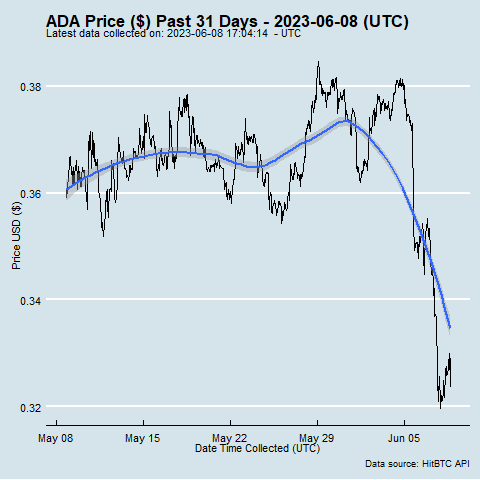 ADA Price ($) Past 31 Days - 2023-06-08 (UTC)
Latest data collected on: 2023-06-08 17:04:14 - UTC
0.38
0.36
0.34
0.32
Price USD ($)
May 08 May 15 May 22 May 29 Jun 05
Date Time Collected (UTC)
Data source: HitBTC API